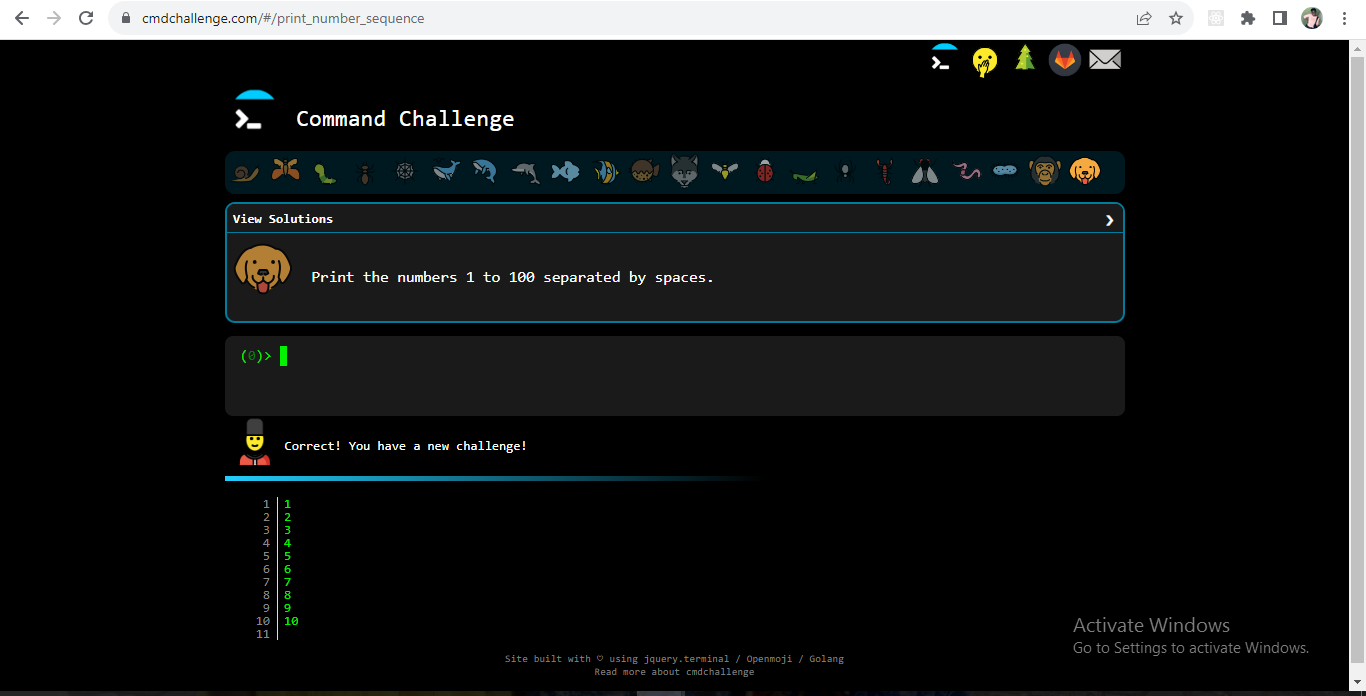 cmdchallenge.com/#/print_number_sequence
Command Challenge
View Solutions
Print the numbers 1 to 100 separated by spaces.
(0)>
Correct! You have a new challenge!
1 1
2 2
3 3
4 4
5 5
6 6
7 7
8 8
9 9
10 10
11
Activate Windows
Go to Settings to activate Windows.
Site built with ♡ using jquery.terminal / Openmoji / Golang
Read more about cmdchallenge